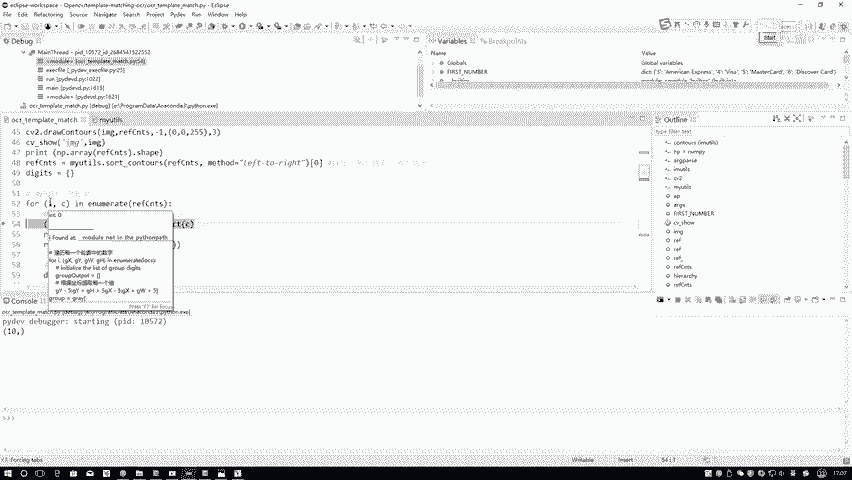 eclipse-workspace - Opencv/template-matching-ocr/ocr_template_match.py - Eclipse
File Edit Source Refactoring Navigate Search Project Pydev Run Window Help
Start
Debug
MainThread - pid_10572_id_2684541522552
<module> [ocr_template_match.py:54]
execfile [_pydev_execfile.py:25]
run [pydevd.py:1022]
main [pydevd.py:1615]
<module> [pydevd.py:1621]
ocr_template_match.py [debug] [e:\ProgramData\Anaconda3\python.exe]
Variables Breakpoints
Name Value
Globals Global variables
FIRST_NUMBER dict: {'3': 'American Express', '4': 'Visa', '5': 'MasterCard', '6': 'Discover Card'}
ocr_template_match myutils
45 cv2.drawContours(img,refCnts,-1,(0,0,255),3)
46 cv_show('img',img)
47 print (np.array(refCnts).shape)
48 refCnts = myutils.sort_contours(refCnts, method="left-to-right")[0]
49 digits = {}
50
51
52 for (i, c) in enumerate(refCnts):
53
54
55
56
57
58
59
int: 0
Found at: module not in the pythonpath
# 遍历每一个轮廓中的数字
for i, (gX, gY, gW, gH) in enumerate(locs):
# initialize the list of group digits
groupOutput = []
# 根据坐标提取每一个组
gY - 5:gY + gH + 5,gX - 5:gX + gW + 5]
group = gray[
Press 'F2' for focus
Outline
type filter text
contours (imutils)
np = numpy
argparse
imutils
cv2
myutils
ap
args
FIRST_NUMBER
cv_show
img
ref
ref
ref_
refCnts
hierarchy
refCnts
Console
ocr_template_match.py [debug] [e:\ProgramData\Anaconda3\python.exe]
pydev debugger: starting (pid: 10572)
(10,)
>>>
Forcing tabs Writable Insert 54 : 1
17:07